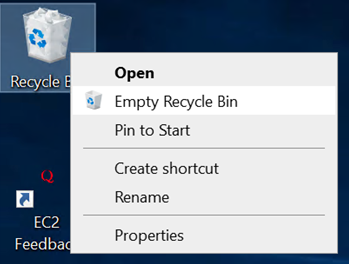 Recycle B
Open
Empty Recycle Bin
Pin to Start
Create shortcut
Rename
Properties
Q
EC2
Feedbac